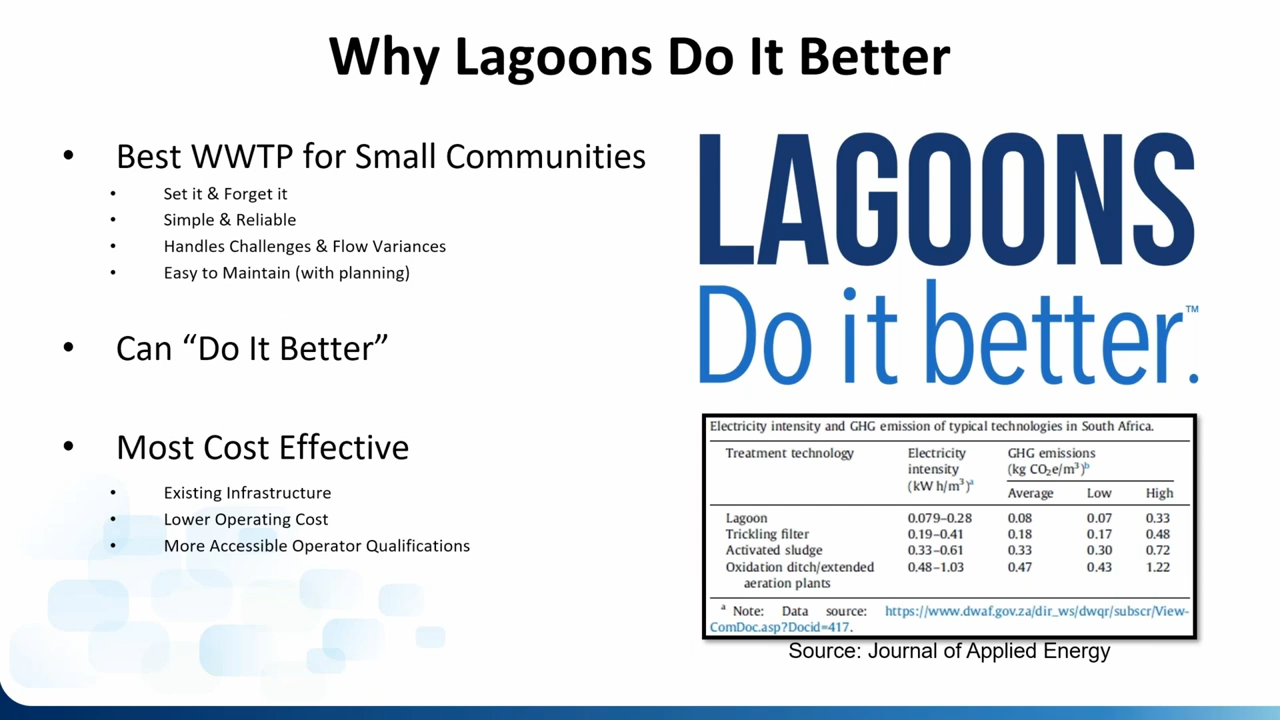 Why Lagoons Do It Better
• Best WWTP for Small Communities
• Set it & Forget it
• Simple & Reliable
• Handles Challenges & Flow Variances
• Easy to Maintain (with planning)
• Can “Do It Better”
• Most Cost Effective
• Existing Infrastructure
• Lower Operating Cost
• More Accessible Operator Qualifications
LAGOONS
Do it better.™
Electricity intensity and GHG emission of typical technologies in South Africa.
Treatment technology Electricity GHG emissions
intensity (kg CO₂e/m³)ᵇ
(kW h/m³)ᵃ
Average Low High
Lagoon 0.079–0.28 0.08 0.07 0.33
Trickling filter 0.19–0.41 0.18 0.17 0.48
Activated sludge 0.33–0.61 0.33 0.30 0.72
Oxidation ditch/extended 0.48–1.03 0.47 0.43 1.22
aeration plants
ᵃ Note: Data source: https://www.dwaf.gov.za/dir_ws/dwqr/subscr/View-
ComDoc.asp?Docid=417.
Source: Journal of Applied Energy